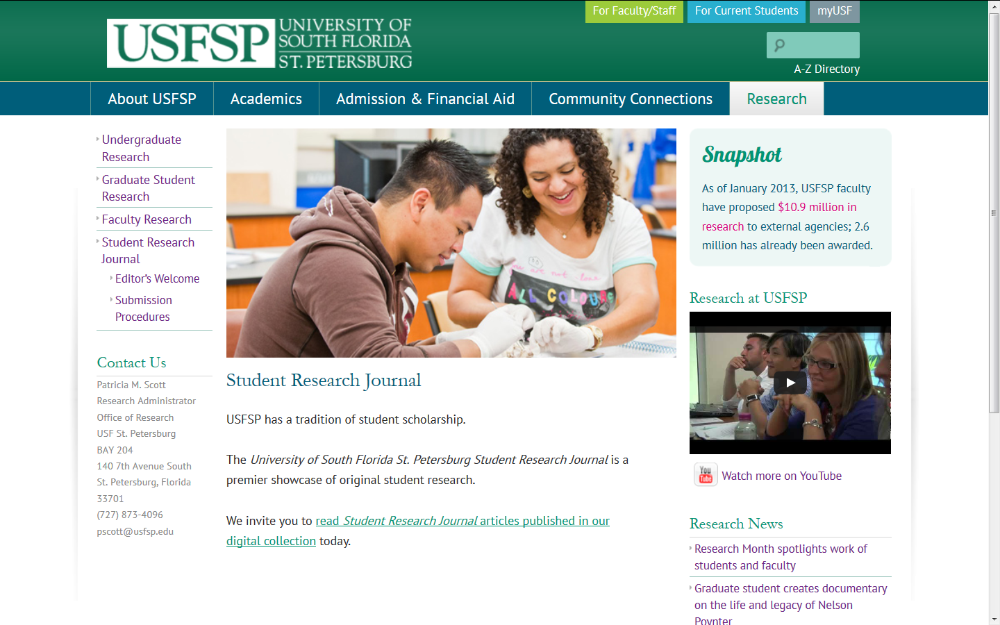 For Faculty/Staff
For Current Students
myUSF
USFSP
UNIVERSITY OF
SOUTH FLORIDA
ST. PETERSBURG
A-Z Directory
About USFSP
Academics
Admission & Financial Aid
Community Connections
Research
Undergraduate
Research
Graduate Student
Research
Faculty Research
Student Research
Journal
Editor's Welcome
Submission
Procedures
Contact Us
Patricia M. Scott
Research Administrator
Office of Research
USF St. Petersburg
BAY 204
140 7th Avenue South
St. Petersburg, Florida
33701
(727) 873-4096
pscott@usfsp.edu
you are not alone
ALL COLOURS
Student Research Journal
USFSP has a tradition of student scholarship.
The University of South Florida St. Petersburg Student Research Journal is a
premier showcase of original student research.
We invite you to read Student Research Journal articles published in our
digital collection today.
Snapshot
As of January 2013, USFSP faculty
have proposed $10.9 million in
research to external agencies; 2.6
million has already been awarded.
Research at USFSP
You
Tube
Watch more on YouTube
Research News
Research Month spotlights work of
students and faculty
Graduate student creates documentary
on the life and legacy of Nelson
Poynter